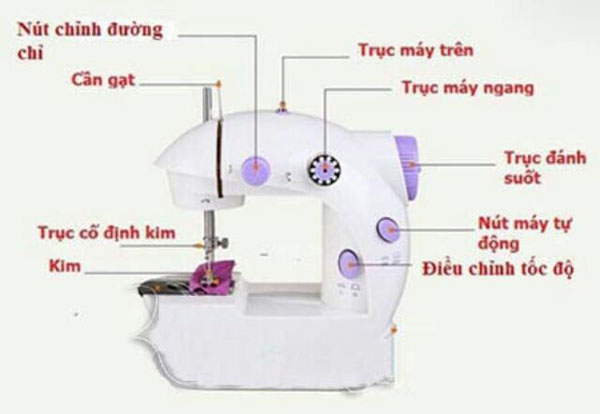 Nút chỉnh đường
chỉ
Cần gạt
Trục máy trên
Trục máy ngang
Trục đánh
suốt
Trục cố định kim
Kim
Nút máy tự
động
Điều chỉnh tốc độ